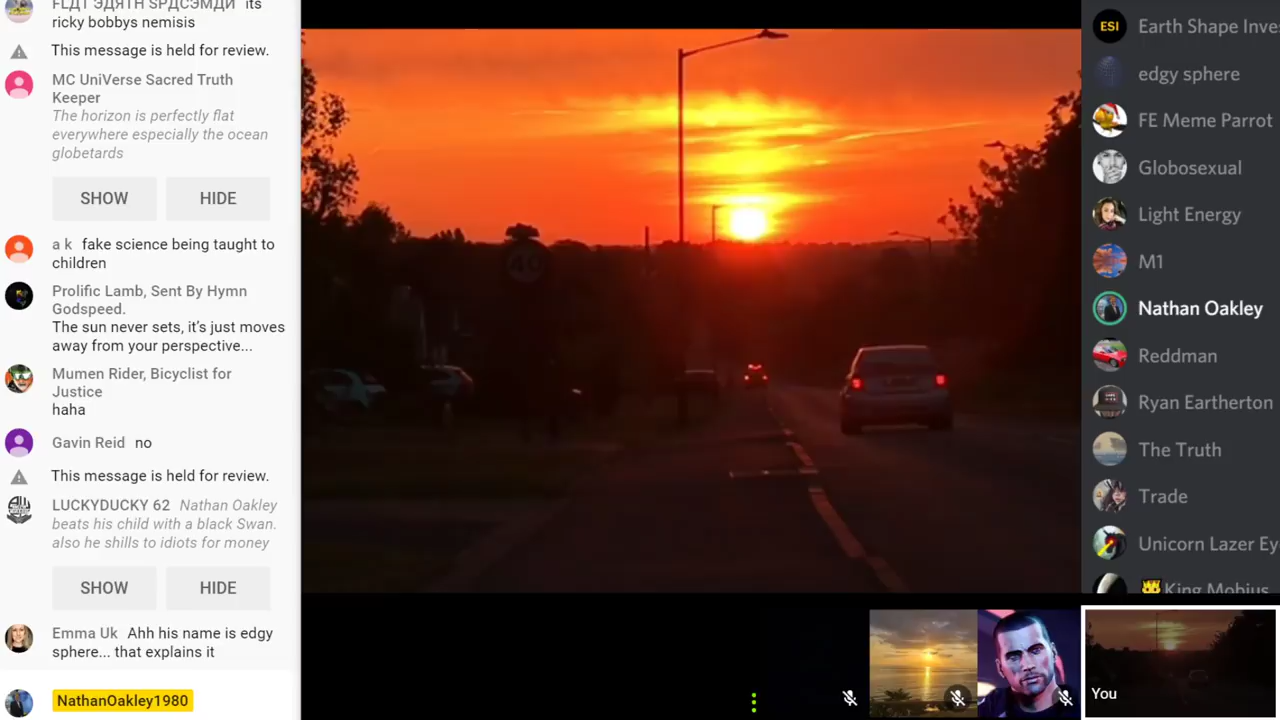 FLДT ЭДЯTH SPДCЭMДИ its
ricky bobbys nemisis
This message is held for review.
MC UniVerse Sacred Truth
Keeper
The horizon is perfectly flat
everywhere especially the ocean
globetards
SHOW HIDE
a k fake science being taught to
children
Prolific Lamb, Sent By Hymn
Godspeed.
The sun never sets, it's just moves
away from your perspective...
Mumen Rider, Bicyclist for
Justice
haha
Gavin Reid no
This message is held for review.
LUCKYDUCKY 62 Nathan Oakley
beats his child with a black Swan.
also he shills to idiots for money
SHOW HIDE
Emma Uk Ahh his name is edgy
sphere... that explains it
NathanOakley1980
40
You
ESI
Earth Shape Inve
edgy sphere
FE Meme Parrot
Globosexual
Light Energy
M1
Nathan Oakley
Reddman
Ryan Eartherton
The Truth
Trade
Unicorn Lazer Ey
King Mobius